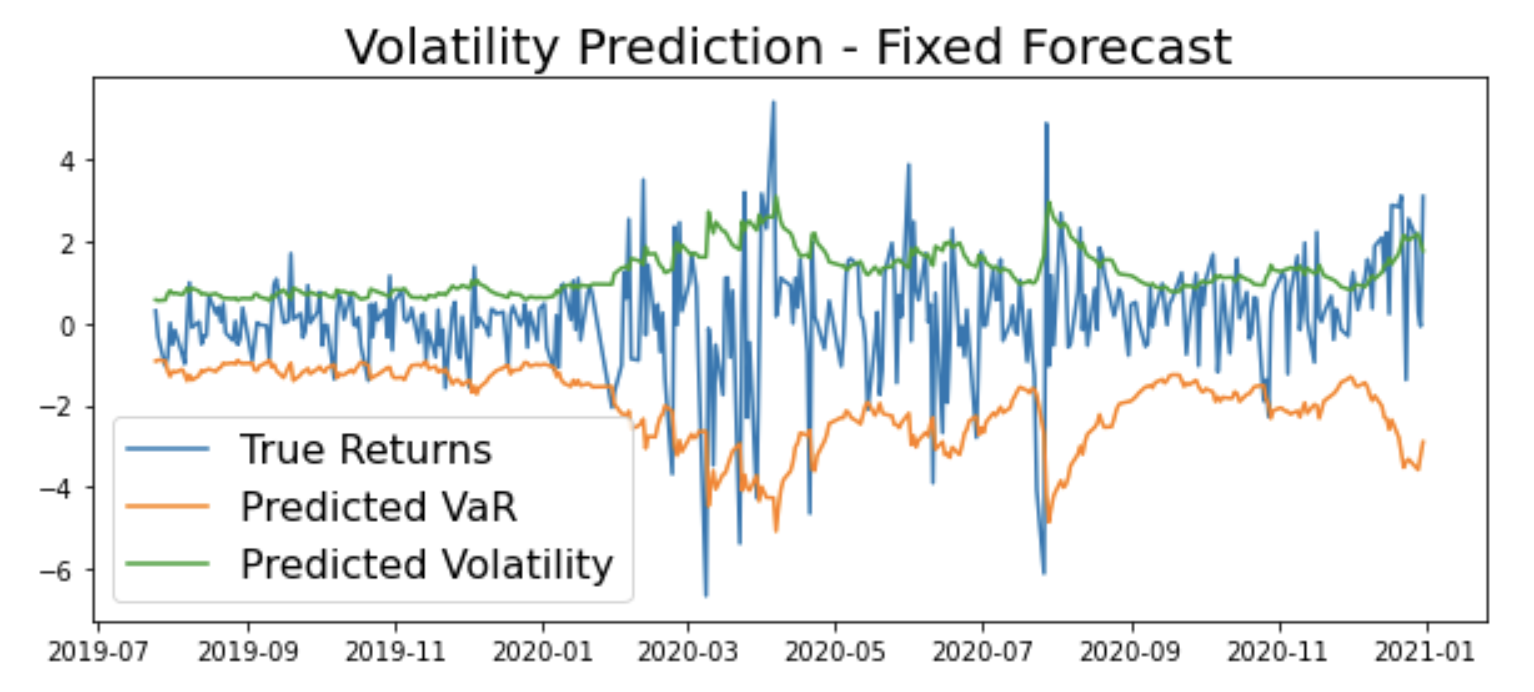 Volatility Prediction - Fixed Forecast
4
2
0
−2
−4
−6
True Returns
Predicted VaR
Predicted Volatility
2019-07 2019-09 2019-11 2020-01 2020-03 2020-05 2020-07 2020-09 2020-11 2021-01